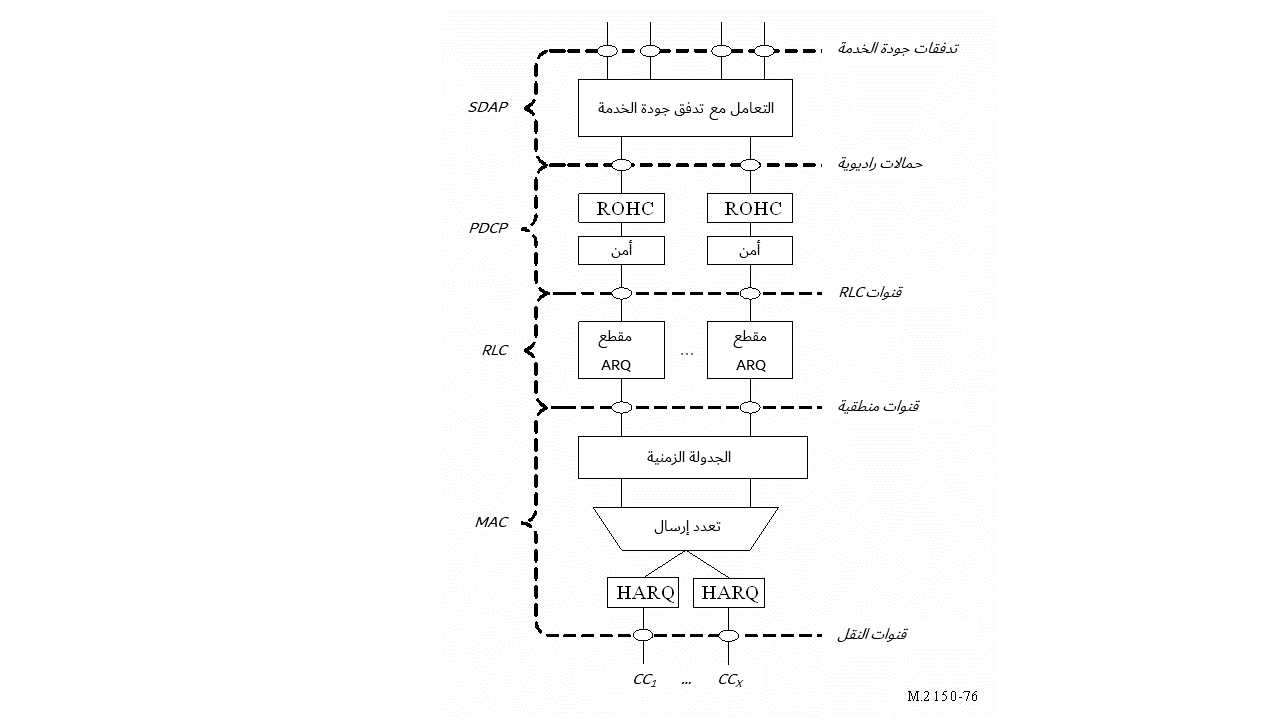 تدفقات جودة الخدمة
SDAP
التعامل مع تدفق جودة الخدمة
حمالات راديوية
ROHC
ROHC
PDCP
أمن
أمن
قنوات RLC
مقطع
ARQ
...
مقطع
ARQ
RLC
قنوات منطقية
الجدولة الزمنية
MAC
تعدد إرسال
HARQ
HARQ
قنوات النقل
CC1 ... CCX
M.2150-76